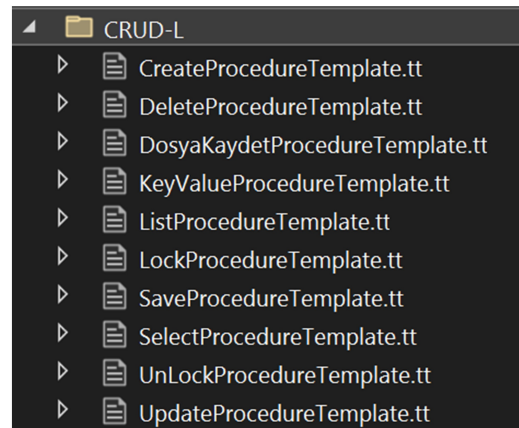 CRUD-L
CreateProcedureTemplate.tt
DeleteProcedureTemplate.tt
DosyaKaydetProcedureTemplate.tt
KeyValueProcedureTemplate.tt
ListProcedureTemplate.tt
LockProcedureTemplate.tt
SaveProcedureTemplate.tt
SelectProcedureTemplate.tt
UnLockProcedureTemplate.tt
UpdateProcedureTemplate.tt